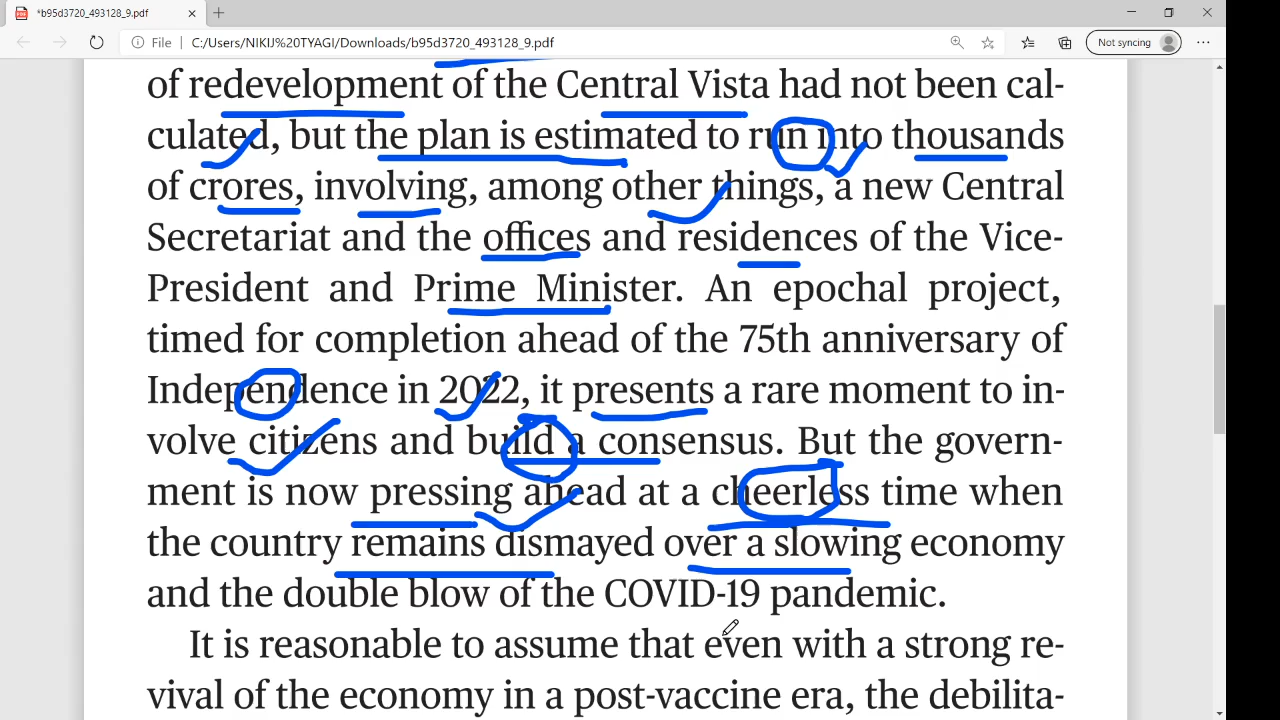 *b95d3720_493128_9.pdf
File | C:/Users/NIKIJ%20TYAGI/Downloads/b95d3720_493128_9.pdf
Not syncing
of redevelopment of the Central Vista had not been cal-
culated, but the plan is estimated to run into thousands
of crores, involving, among other things, a new Central
Secretariat and the offices and residences of the Vice-
President and Prime Minister. An epochal project,
timed for completion ahead of the 75th anniversary of
Independence in 2022, it presents a rare moment to in-
volve citizens and build a consensus. But the govern-
ment is now pressing ahead at a cheerless time when
the country remains dismayed over a slowing economy
and the double blow of the COVID-19 pandemic.
It is reasonable to assume that even with a strong re-
vival of the economy in a post-vaccine era, the debilita-